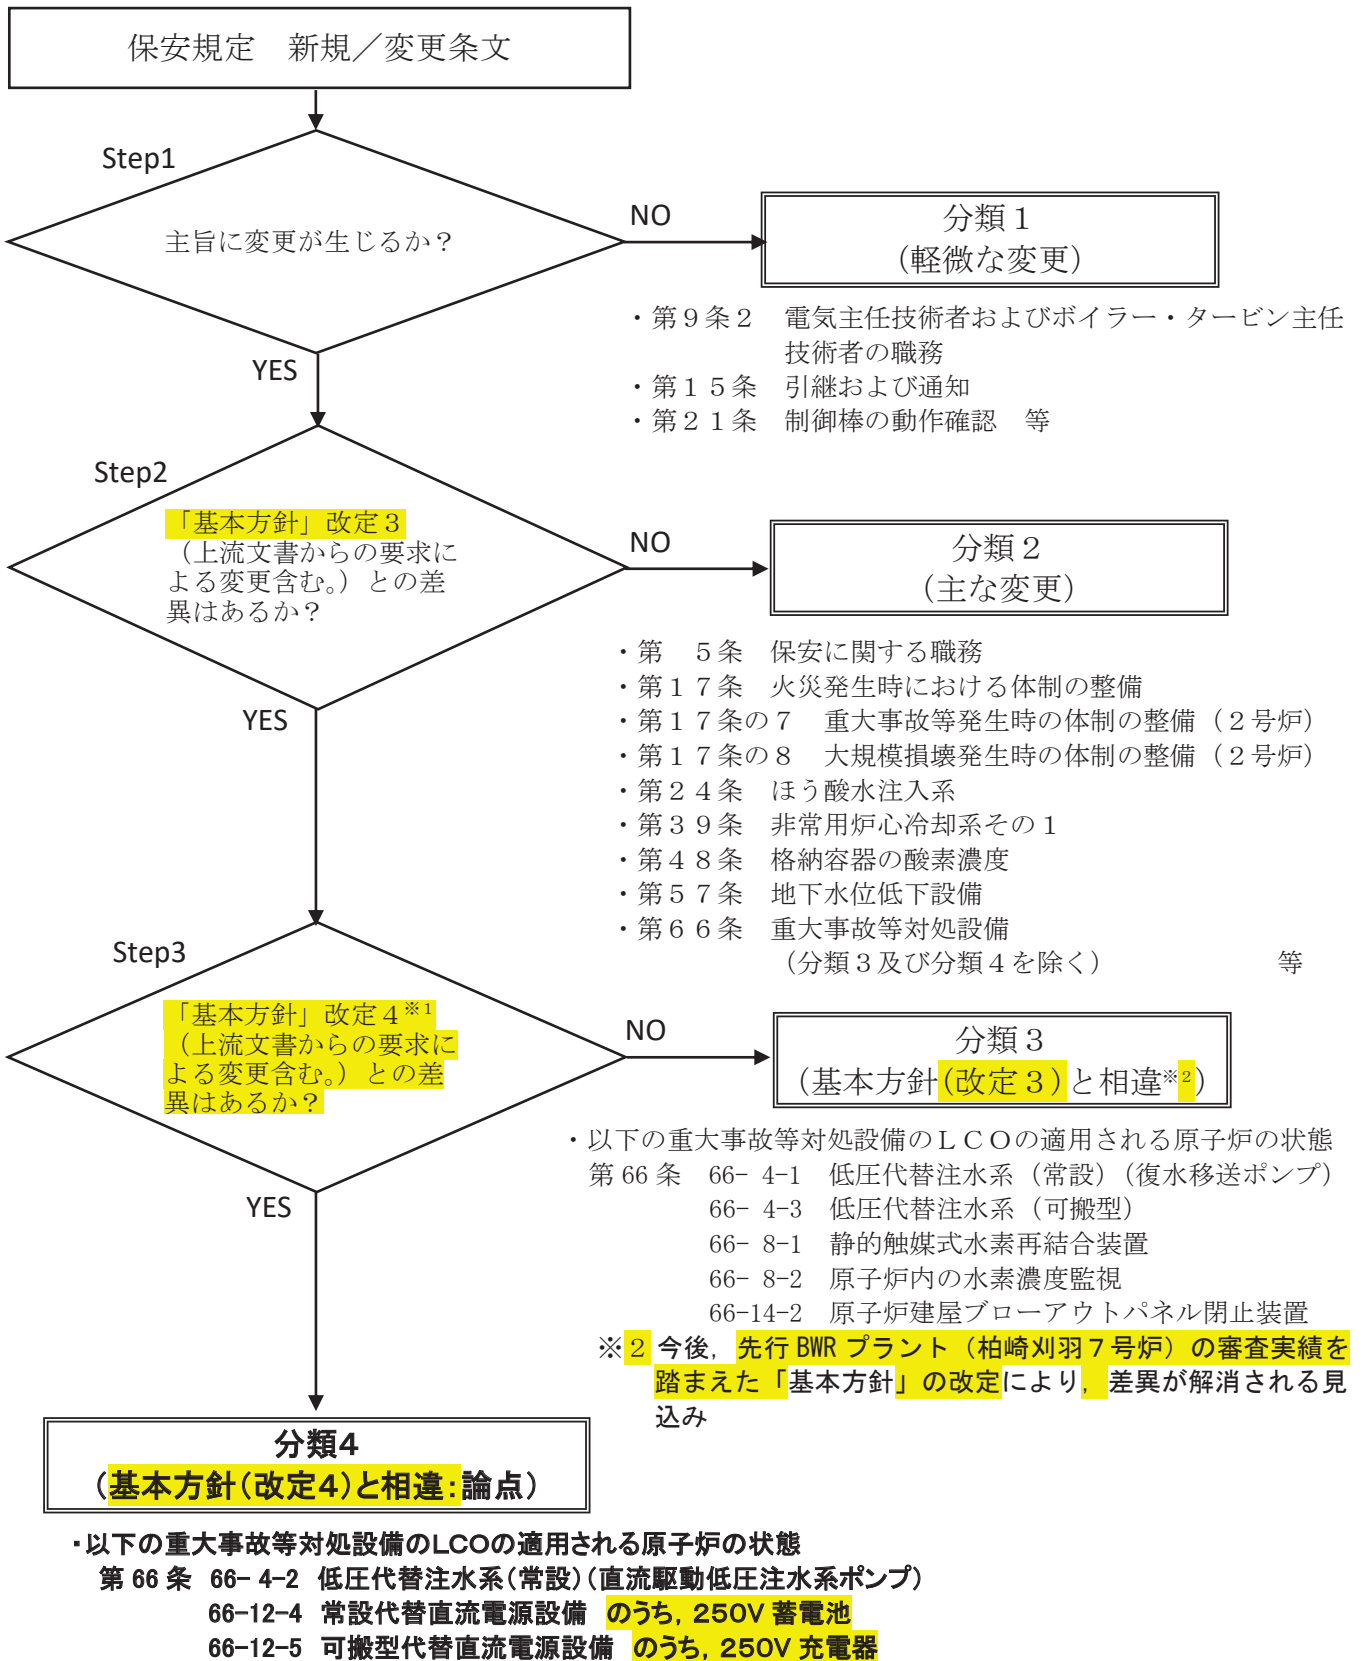 保安規定　新規／変更条文
Step1
主旨に変更が生じるか？
NO
分類１
（軽微な変更）
・第９条２　電気主任技術者およびボイラー・タービン主任
技術者の職務
・第１５条　引継および通知
・第２１条　制御棒の動作確認　等
YES
Step2
「基本方針」改定３
（上流文書からの要求に
よる変更含む。）との差
異はあるか？
NO
分類２
（主な変更）
・第　５条　保安に関する職務
・第１７条　火災発生時における体制の整備
・第１７条の７　重大事故等発生時の体制の整備（２号炉）
・第１７条の８　大規模損壊発生時の体制の整備（２号炉）
・第２４条　ほう酸水注入系
・第３９条　非常用炉心冷却系その１
・第４８条　格納容器の酸素濃度
・第５７条　地下水位低下設備
・第６６条　重大事故等対処設備
（分類３及び分類４を除く）　等
YES
Step3
「基本方針」改定４※1
（上流文書からの要求に
よる変更含む。）との差
異はあるか？
NO
分類３
（基本方針(改定３)と相違※2）
・以下の重大事故等対処設備のＬＣＯの適用される原子炉の状態
第 66 条　66- 4-1　低圧代替注水系（常設）（復水移送ポンプ）
66- 4-3　低圧代替注水系（可搬型）
66- 8-1　静的触媒式水素再結合装置
66- 8-2　原子炉内の水素濃度監視
66-14-2　原子炉建屋ブローアウトパネル閉止装置
※２ 今後，先行 BWR プラント（柏崎刈羽７号炉）の審査実績を
踏まえた「基本方針」の改定により，差異が解消される見
込み
YES
分類４
（基本方針（改定４）と相違：論点）
・以下の重大事故等対処設備のＬＣＯの適用される原子炉の状態
第 66 条　66- 4-2　低圧代替注水系（常設）（直流駆動低圧注水系ポンプ）
66-12-4　常設代替直流電源設備　のうち，２５０Ｖ 蓄電池
66-12-5　可搬型代替直流電源設備　のうち，２５０Ｖ 充電器